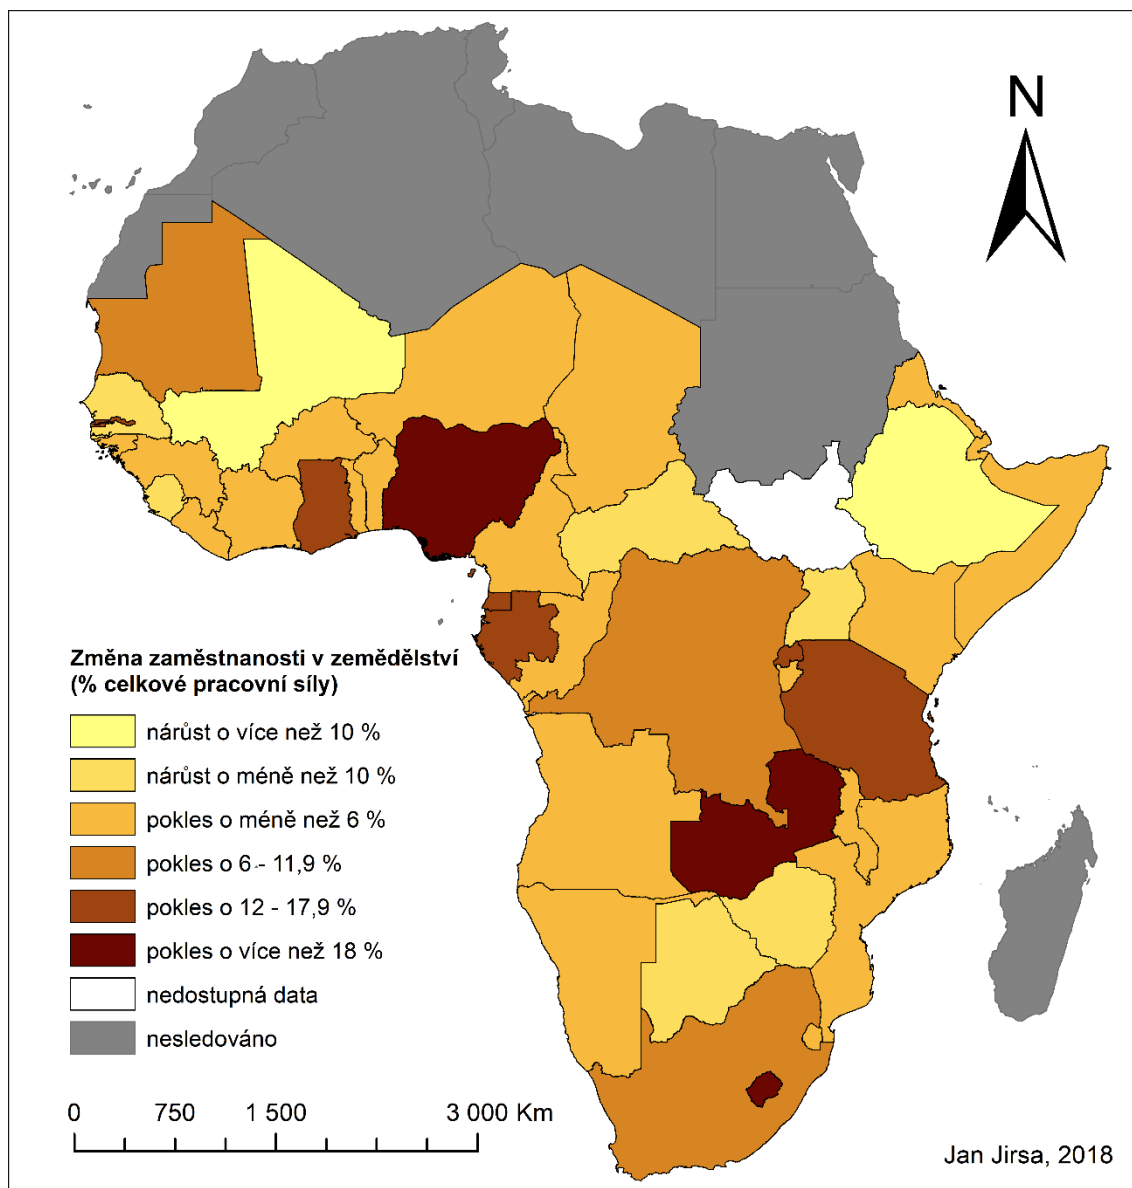 N
Změna zaměstnanosti v zemědělství
(% celkové pracovní síly)
nárůst o více než 10 %
nárůst o méně než 10 %
pokles o méně než 6 %
pokles o 6 - 11,9 %
pokles o 12 - 17,9 %
pokles o více než 18 %
nedostupná data
nesledováno
0 750 1 500 3 000 Km
Jan Jirsa, 2018